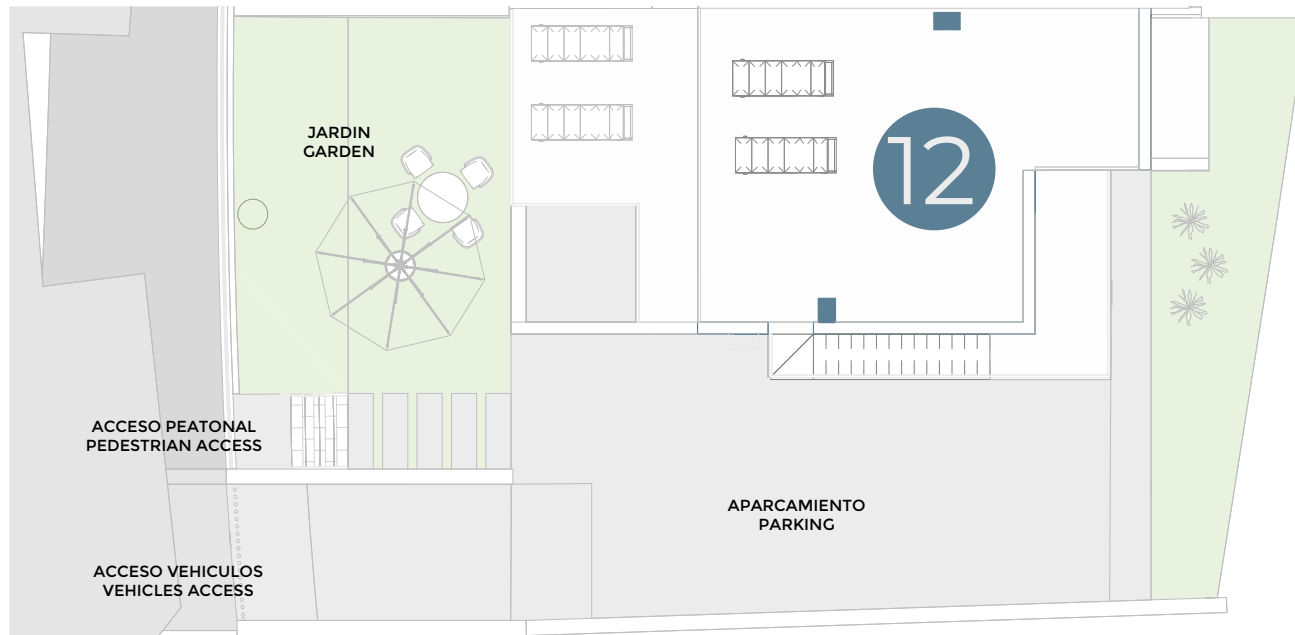 JARDIN
GARDEN
12
ACCESO PEATONAL
PEDESTRIAN ACCESS
APARCAMIENTO
PARKING
ACCESO VEHICULOS
VEHICLES ACCESS